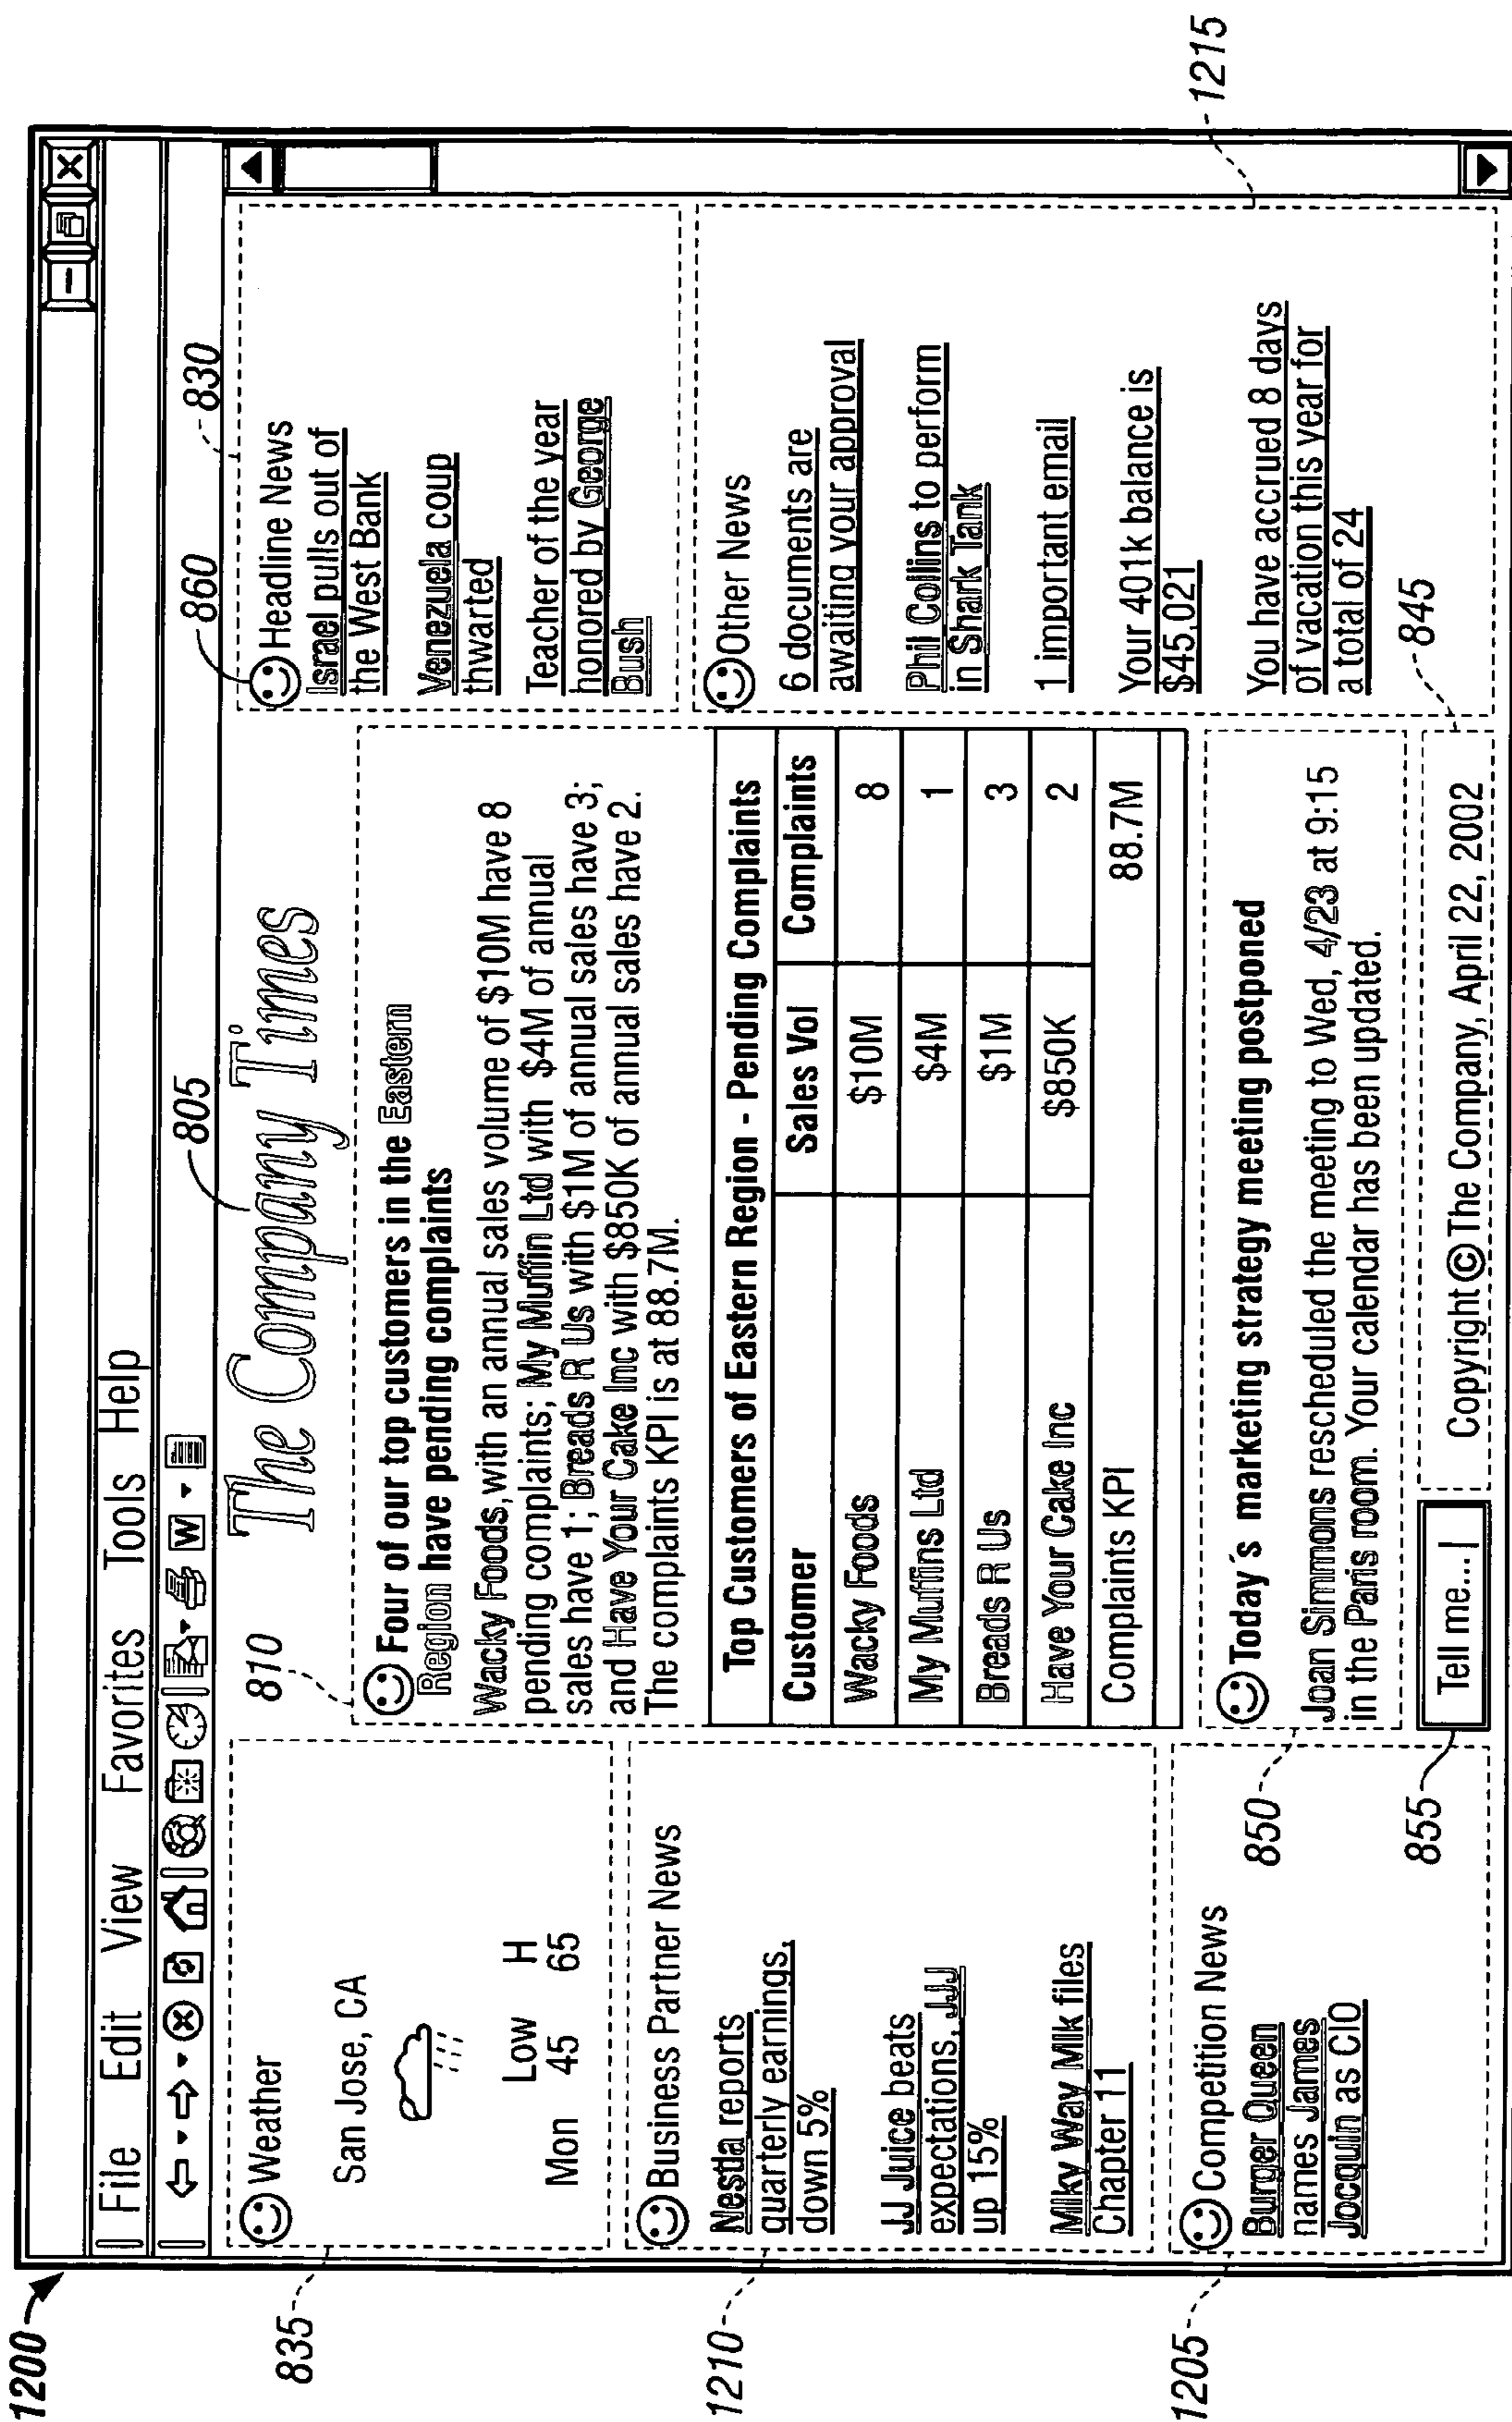 1200
File Edit View Favorites Tools Help
W
805
860
830
The Company Times
835
Weather
San Jose, CA
Low H
Mon 45 65
1210
Business Partner News
Nestla reports
quarterly earnings,
down 5%
JJ Juice beats
expectations, JJJ
up 15%
Milky Way Mlk files
Chapter 11
1205
Competition News
Burger Queen
names James
Jocquin as CIO
810
Four of our top customers in the Eastern
Region have pending complaints
Wacky Foods, with an annual sales volume of $10M have 8
pending complaints; My Muffin Ltd with $4M of annual
sales have 1; Breads R Us with $1M of annual sales have 3;
and Have Your Cake Inc with $850K of annual sales have 2.
The complaints KPI is at 88.7M.
Top Customers of Eastern Region - Pending Complaints
Customer Sales Vol Complaints
Wacky Foods $10M 8
My Muffins Ltd $4M 1
Breads R Us $1M 3
Have Your Cake Inc $850K 2
Complaints KPI 88.7M
850
Today´s marketing strategy meeting postponed
Joan Simmons rescheduled the meeting to Wed, 4/23 at 9:15
in the Paris room. Your calendar has been updated.
855
Tell me...|
Copyright © The Company, April 22, 2002
845
Headline News
Israel pulls out of
the West Bank
Venezuela coup
thwarted
Teacher of the year
honored by George
Bush
Other News
6 documents are
awaiting your approval
Phil Collins to perform
in Shark Tank
1 important email
Your 401k balance is
$45,021
You have accrued 8 days
of vacation this year for
a total of 24
1215